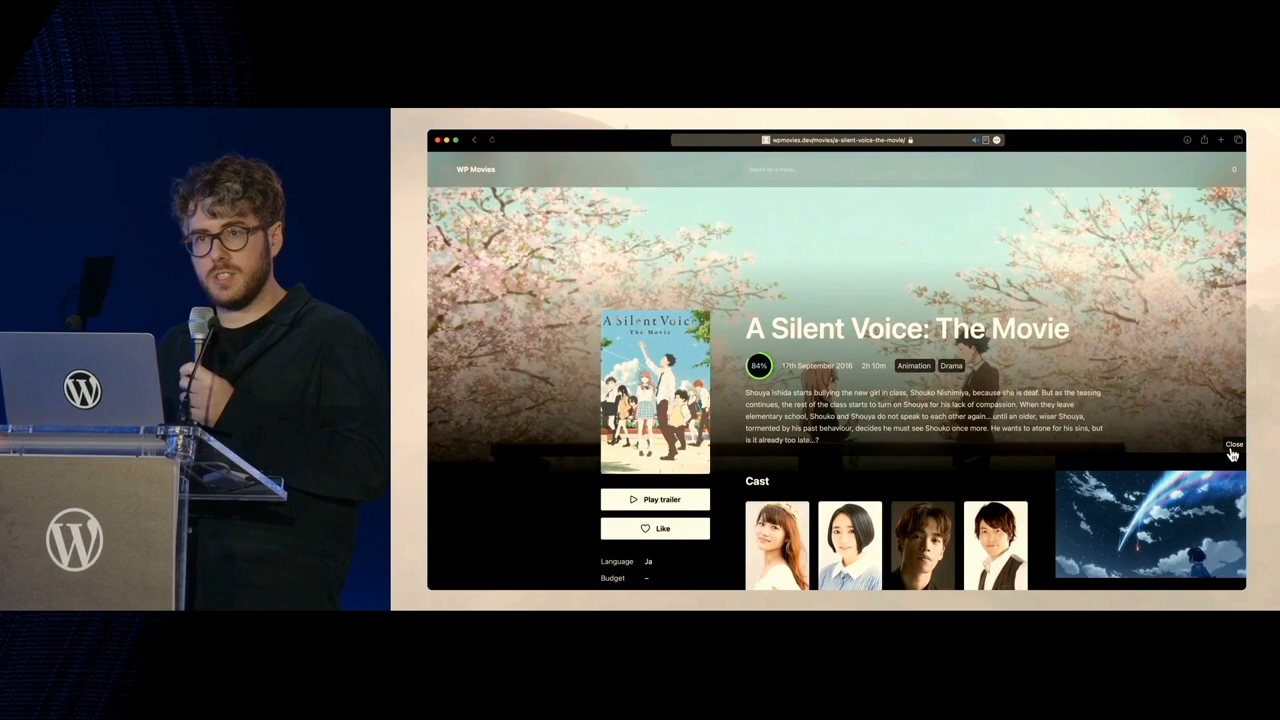 wpmovies.dev/movies/a-silent-voice-the-movie/
WP Movies
Search for a movie...
0
A Silent Voice
The Movie
A Silent Voice: The Movie
84%
17th September 2016
2h 10m
Animation
Drama
Shouya Ishida starts bullying the new girl in class, Shouko Nishimiya, because she is deaf. But as the teasing
continues, the rest of the class starts to turn on Shouya for his lack of compassion. When they leave
elementary school, Shouko and Shouya do not speak to each other again... until an older, wiser Shouya,
tormented by his past behaviour, decides he must see Shouko once more. He wants to atone for his sins, but
is it already too late...?
Close
Play trailer
Like
Language Ja
Budget –
Cast